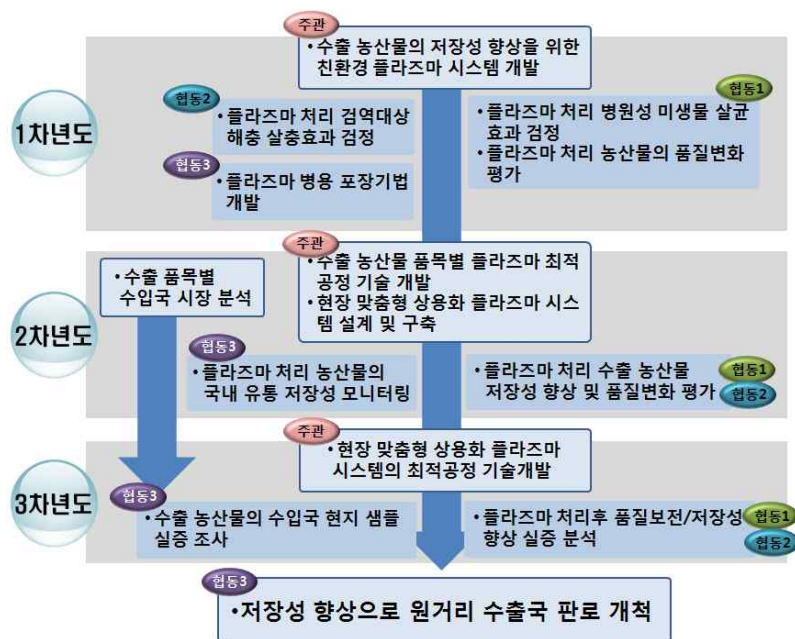 주관
• 수출 농산물의 저장성 향상을 위한
친환경 플라즈마 시스템 개발
1차년도
협동2
• 플라즈마 처리 검역대상
해충 살충효과 검정
협동1
• 플라즈마 처리 병원성 미생물 살균
효과 검정
• 플라즈마 처리 농산물의 품질변화
평가
협동3
• 플라즈마 병용 포장기법
개발
2차년도
• 수출 품목별
수입국 시장 분석
주관
• 수출 농산물 품목별 플라즈마 최적
공정 기술 개발
• 현장 맞춤형 상용화 플라즈마 시스
템 설계 및 구축
협동3
• 플라즈마 처리 농산물의
국내 유통 저장성 모니터링
• 플라즈마 처리 수출 농산물
저장성 향상 및 품질변화 평가
협동1
협동2
3차년도
주관
• 현장 맞춤형 상용화 플라즈마
시스템의 최적공정 기술개발
협동3
• 수출 농산물의 수입국 현지 샘플
실증 조사
• 플라즈마 처리후 품질보전/저장성
향상 실증 분석
협동1
협동2
협동3
•저장성 향상으로 원거리 수출국 판로 개척